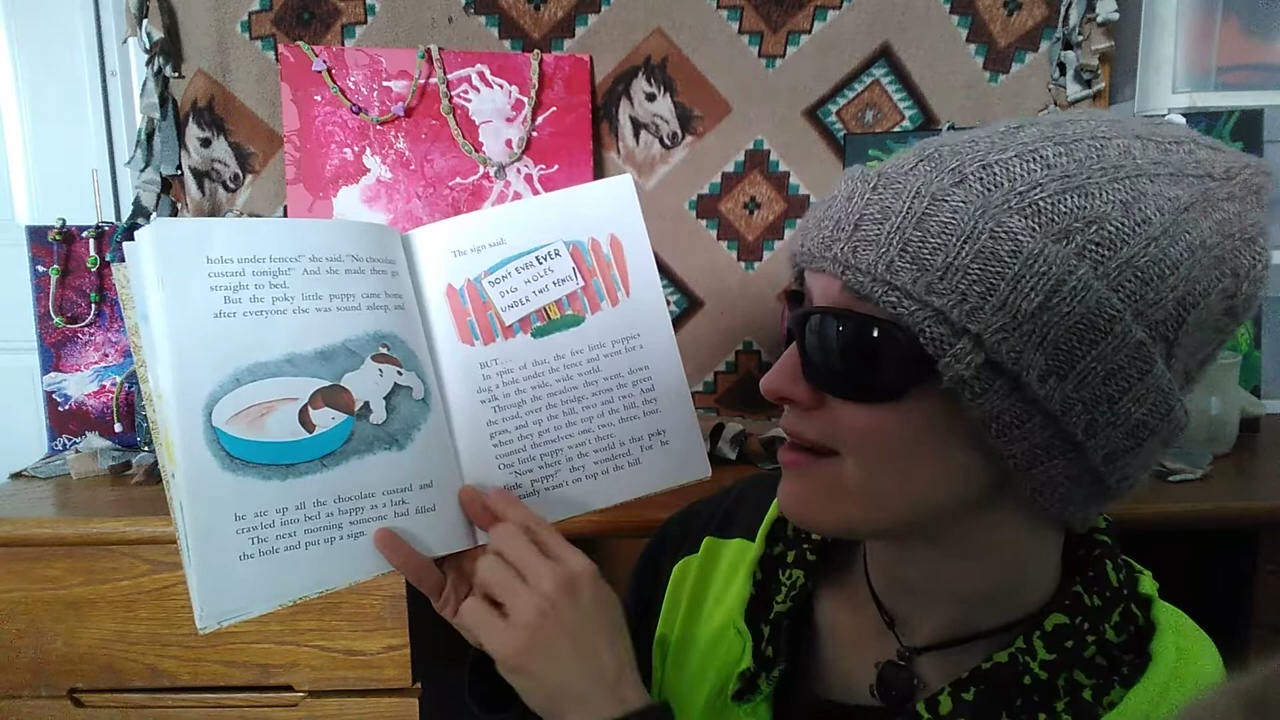 holes under fences!" she said. "No chocolate
custard tonight!" And she made them go
straight to bed.
But the poky little puppy came home
after everyone else was sound asleep, and
he ate up all the chocolate custard and
crawled into bed as happy as a lark.
The next morning someone had filled
the hole and put up a sign.
The sign said:
DON'T EVER EVER
DIG HOLES
UNDER THIS FENCE!
BUT...
In spite of that, the five little puppies
dug a hole under the fence and went for a
walk in the wide, wide world.
Through the meadow they went, down
the road, over the bridge, across the green
grass, and up the hill, two and two. And
when they got to the top of the hill, they
counted themselves: one, two, three, four.
One little puppy wasn't there.
"Now where in the world is that poky
little puppy?" they wondered. For he
wasn't on top of the hill.